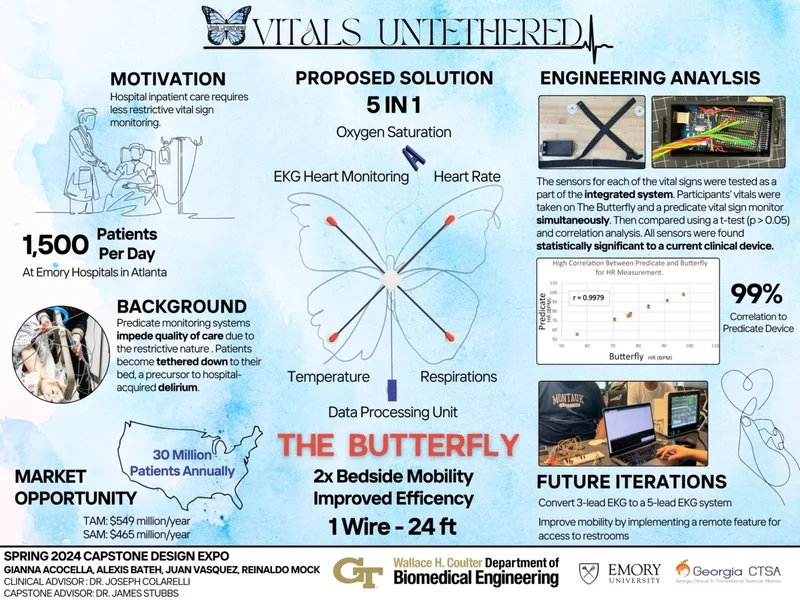 Vitals Untethered
VITALS UNTETHERED
MOTIVATION
Hospital inpatient care requires
less restrictive vital sign
monitoring.
1,500 Patients
Per Day
At Emory Hospitals in Atlanta
BACKGROUND
Predicate monitoring systems
impede quality of care due to
the restrictive nature . Patients
become tethered down to their
bed, a precursor to hospital-
acquired delirium.
30 Million
Patients Annually
MARKET
OPPORTUNITY
TAM: $549 million/year
SAM: $465 million/year
PROPOSED SOLUTION
5 IN 1
Oxygen Saturation
EKG Heart Monitoring
Heart Rate
Temperature
Respirations
Data Processing Unit
THE BUTTERFLY
2x Bedside Mobility
Improved Efficency
1 Wire - 24 ft
ENGINEERING ANAYLSIS
The sensors for each of the vital signs were tested as a
part of the integrated system. Participants' vitals were
taken on The Butterfly and a predicate vital sign monitor
simultaneously. Then compared using a t-test (p > 0.05)
and correlation analysis. All sensors were found
statistically significant to a current clinical device.
High Correlation Between Predicate and Butterfly
for HR Measurement.
r = 0.9979
Predicate
HR (BPM)
110
100
90
80
70
60
50
50 60 70 80 90 100 110
Butterfly HR (BPM)
99%
Correlation to
Predicate Device
MONTAUK
FUTURE ITERATIONS
Convert 3-lead EKG to a 5-lead EKG system
Improve mobility by implementing a remote feature for
access to restrooms
SPRING 2024 CAPSTONE DESIGN EXPO
GIANNA ACOCELLA, ALEXIS BATEH, JUAN VASQUEZ, REINALDO MOCK
CLINICAL ADVISOR : DR. JOSEPH COLARELLI
CAPSTONE ADVISOR: DR. JAMES STUBBS
GT
Wallace H. Coulter Department of
Biomedical Engineering
EMORY
UNIVERSITY
Georgia CTSA
Georgia Clinical & Translational Science Alliance